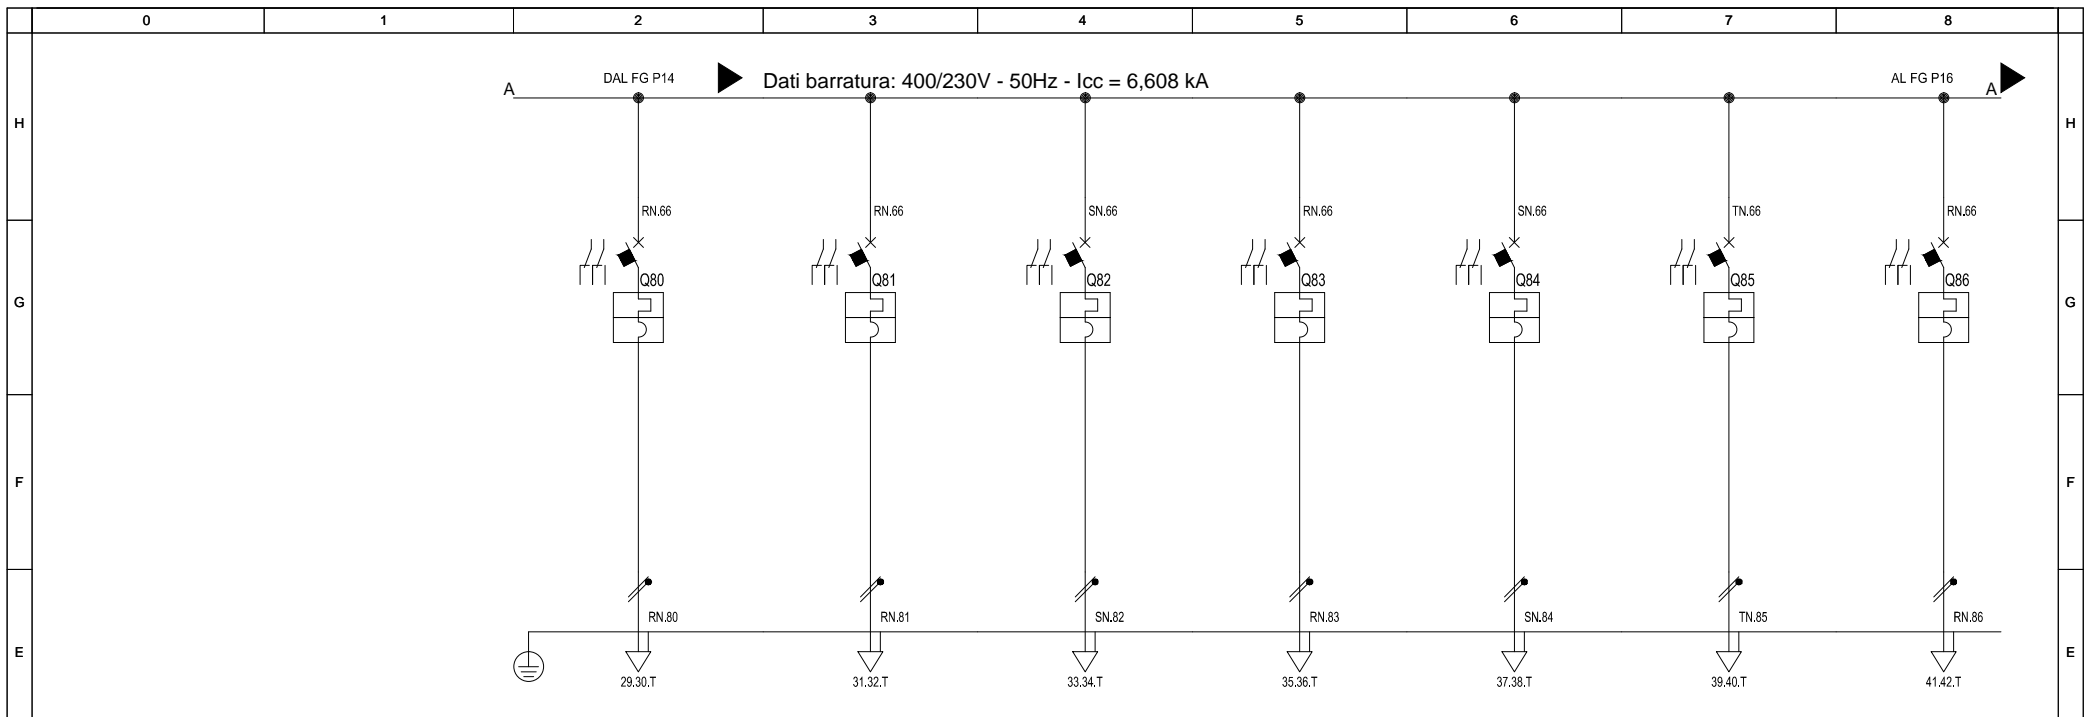 0 1 2 3 4 5 6 7 8
DAL FG P14 Dati barratura: 400/230V - 50Hz - Icc = 6,608 kA AL FG P16
A A
H H
RN.66 RN.66 SN.66 RN.66 SN.66 TN.66 RN.66
Q80 Q81 Q82 Q83 Q84 Q85 Q86
G G
F F
RN.80 RN.81 SN.82 RN.83 SN.84 TN.85 RN.86
E E
29.30.T 31.32.T 33.34.T 35.36.T 37.38.T 39.40.T 41.42.T